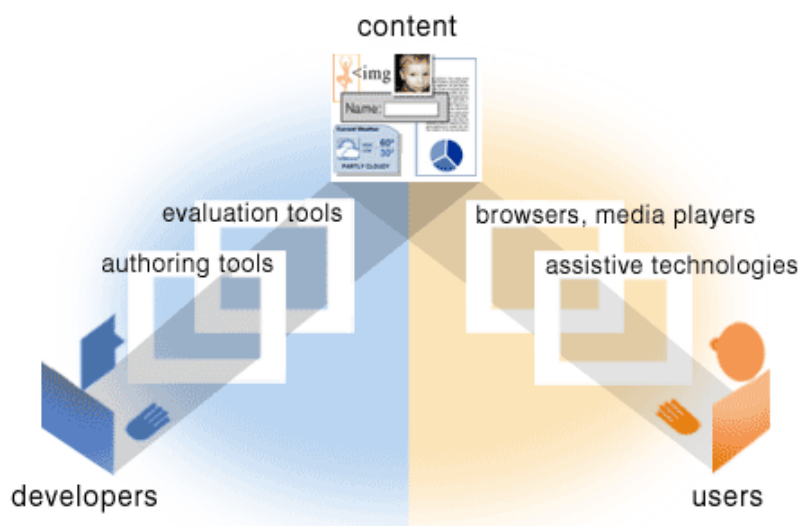 content
<img
Name:
Current Weather
60°
30°
PARTLY CLOUDY
evaluation tools
browsers, media players
authoring tools
assistive technologies
developers
users